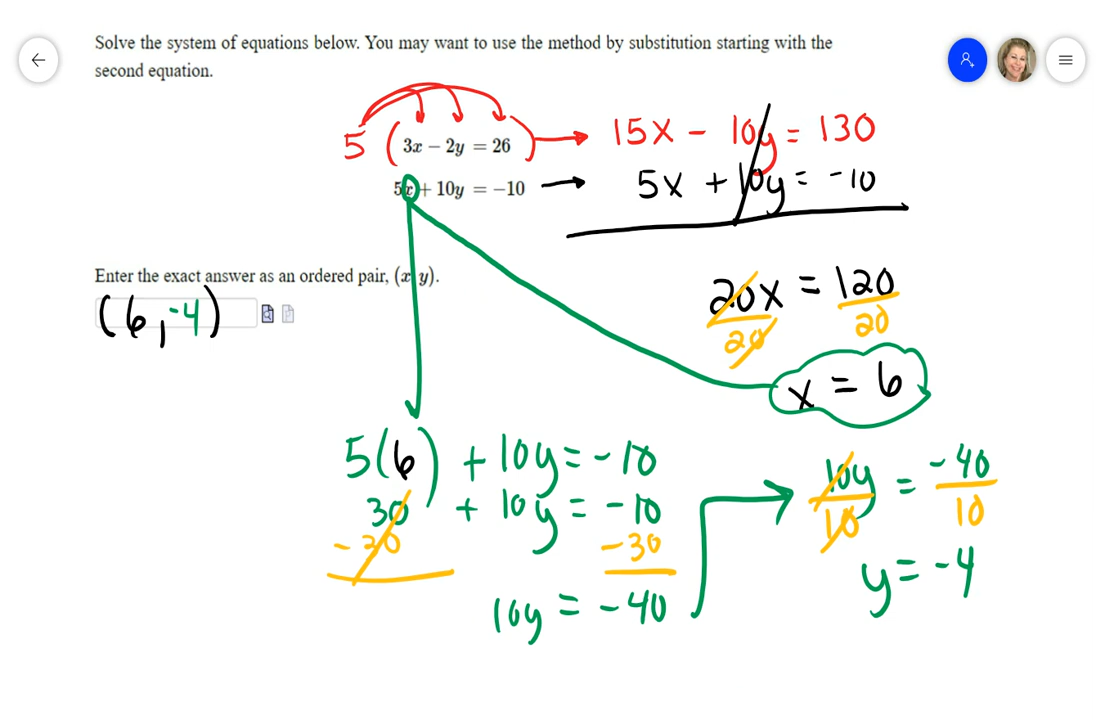 Solve the system of equations below. You may want to use the method by substitution starting with the
second equation.
5 ( 3x − 2y = 26 ) → 15x - 10y = 130
5x + 10y = −10 → 5x + 10y = -10
20x = 120
20 20
x = 6
Enter the exact answer as an ordered pair, (x, y).
(6, -4)
5(6) + 10y = -10
30 + 10y = -10
-30 -30
10y = -40
10y = -40
10 10
y = -4